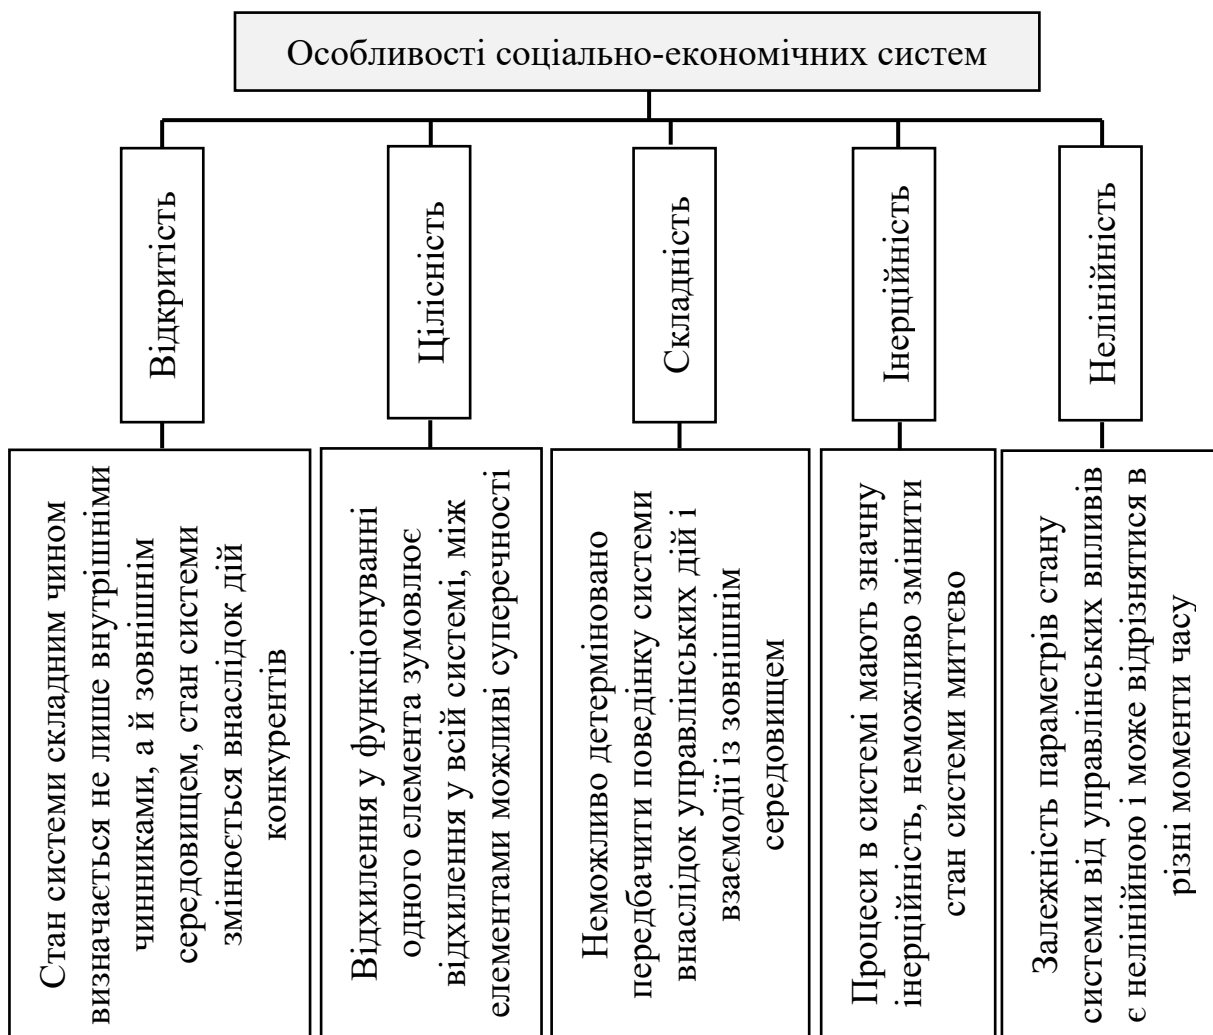 Особливості соціально-економічних систем
Відкритість
Цілісність
Складність
Інерційність
Нелінійність
Стан системи складним чином
визначається не лише внутрішніми
чинниками, а й зовнішнім
середовищем, стан системи
змінюється внаслідок дій
конкурентів
Відхилення у функціонуванні
одного елемента зумовлює
відхилення у всій системі, між
елементами можливі суперечності
Неможливо детерміновано
передбачити поведінку системи
внаслідок управлінських дій і
взаємодії із зовнішнім
середовищем
Процеси в системі мають значну
інерційність, неможливо змінити
стан системи миттєво
Залежність параметрів стану
системи від управлінських впливів
є нелінійною і може відрізнятися в
різні моменти часу